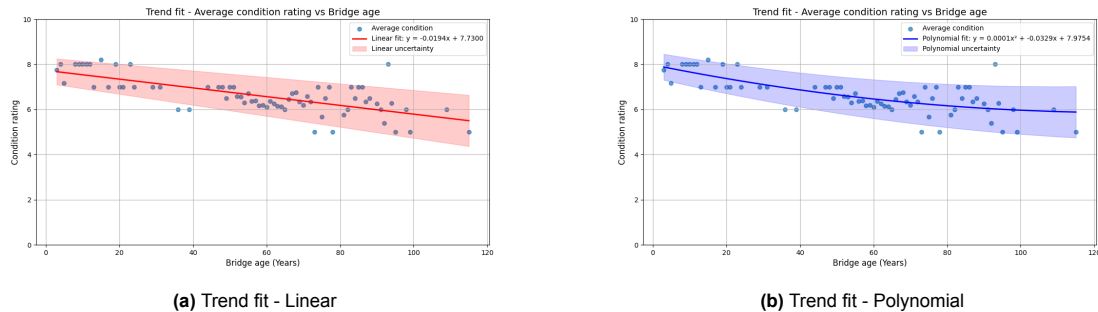 Trend fit - Average condition rating vs Bridge age
10
8
6
4
2
0
Condition rating
0 20 40 60 80 100 120
Bridge age (Years)
Average condition
Linear fit: y = -0.0194x + 7.7300
Linear uncertainty
(a) Trend fit - Linear
Trend fit - Average condition rating vs Bridge age
10
8
6
4
2
0
Condition rating
0 20 40 60 80 100 120
Bridge age (Years)
Average condition
Polynomial fit: y = 0.0001x² + -0.0329x + 7.9754
Polynomial uncertainty
(b) Trend fit - Polynomial